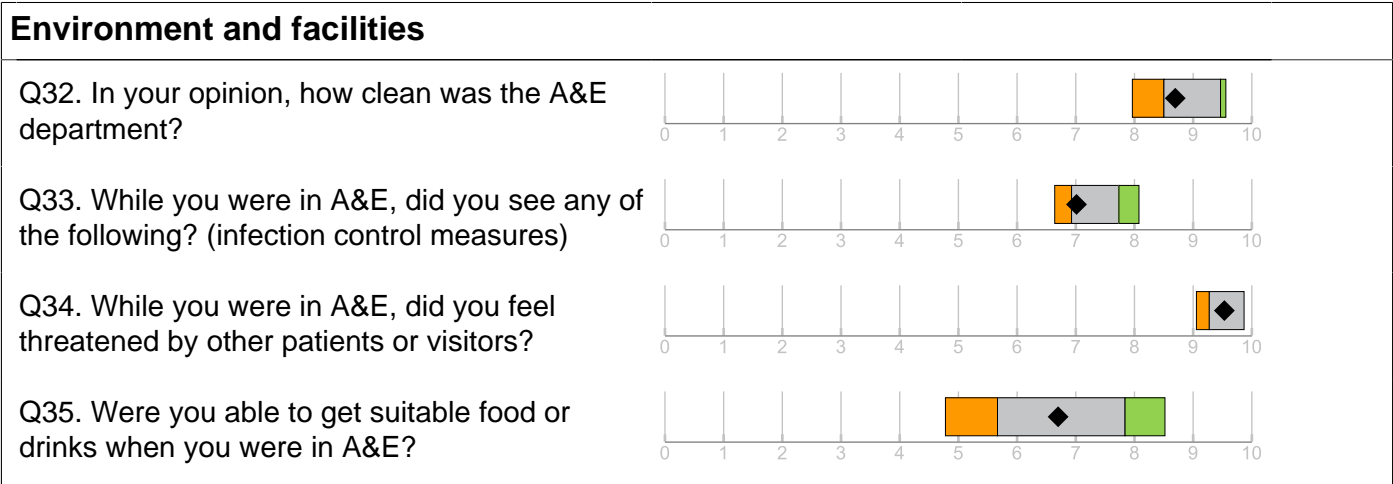 Environment and facilities
Q32. In your opinion, how clean was the A&E
department?
0 1 2 3 4 5 6 7 8 9 10
Q33. While you were in A&E, did you see any of
the following? (infection control measures)
0 1 2 3 4 5 6 7 8 9 10
Q34. While you were in A&E, did you feel
threatened by other patients or visitors?
0 1 2 3 4 5 6 7 8 9 10
Q35. Were you able to get suitable food or
drinks when you were in A&E?
0 1 2 3 4 5 6 7 8 9 10